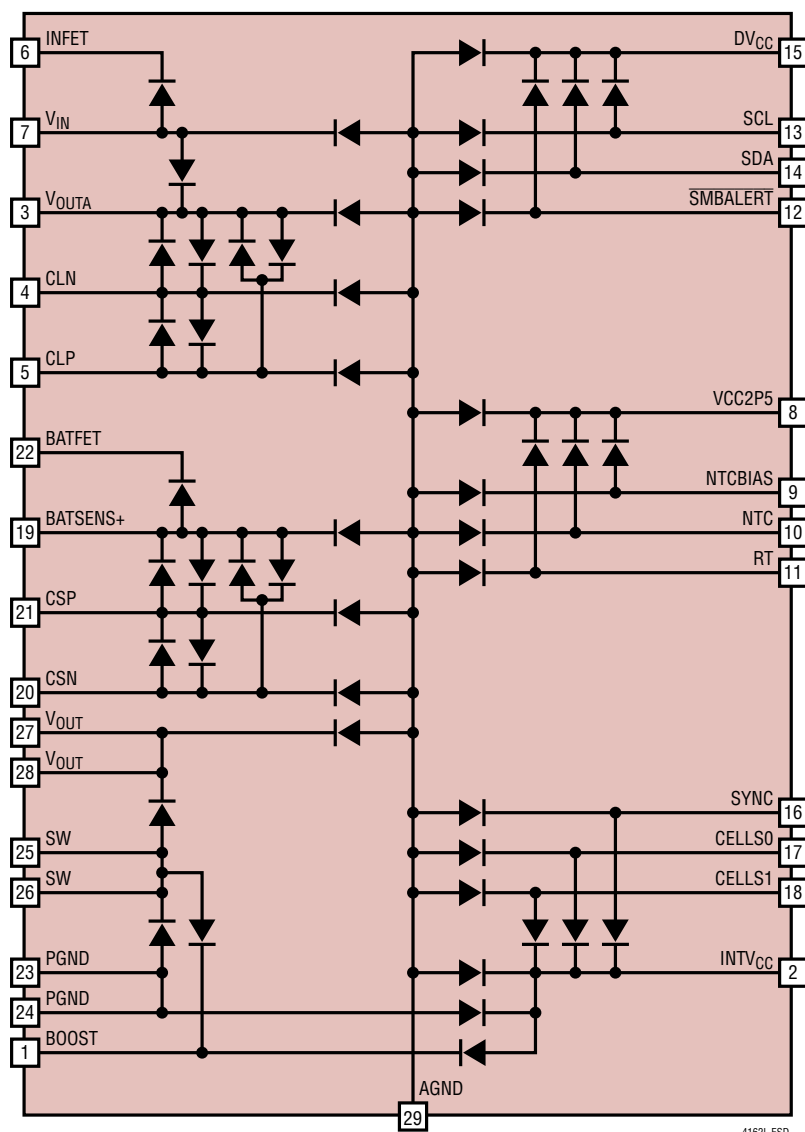 6 INFET
7 VIN
3 VOUTA
4 CLN
5 CLP
22 BATFET
19 BATSENS+
21 CSP
20 CSN
27 VOUT
28 VOUT
25 SW
26 SW
23 PGND
24 PGND
1 BOOST
DVCC 15
SCL 13
SDA 14
SMBALERT 12
VCC2P5 8
NTCBIAS 9
NTC 10
RT 11
SYNC 16
CELLS0 17
CELLS1 18
INTVCC 2
AGND
29
4162L ESD